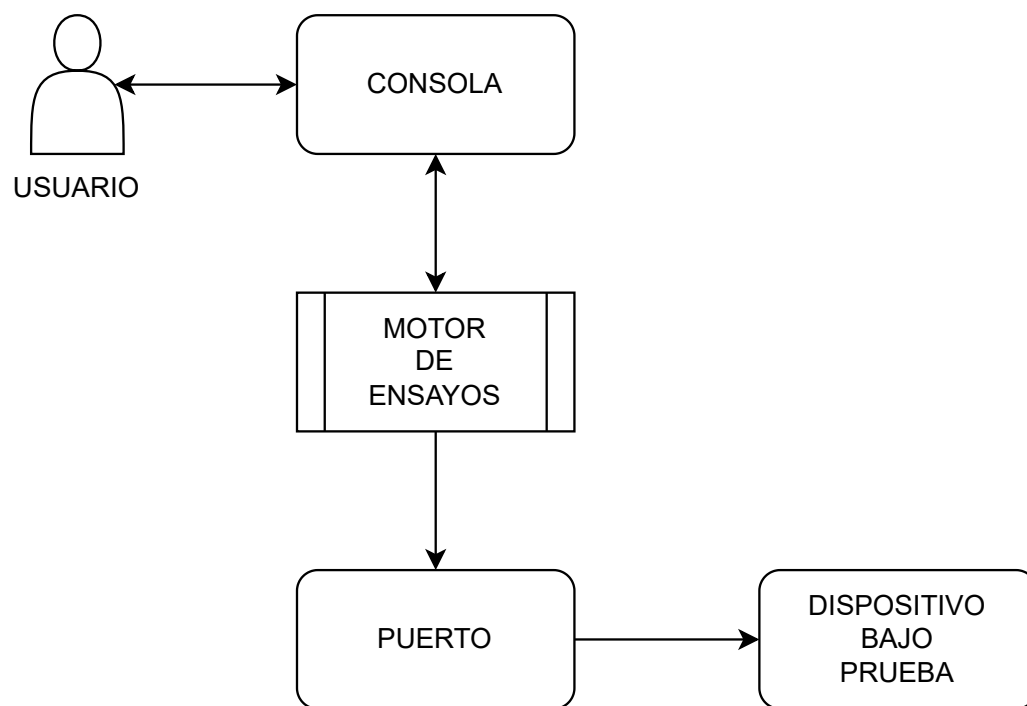 CONSOLA
USUARIO
MOTOR
DE
ENSAYOS
PUERTO
DISPOSITIVO
BAJO
PRUEBA